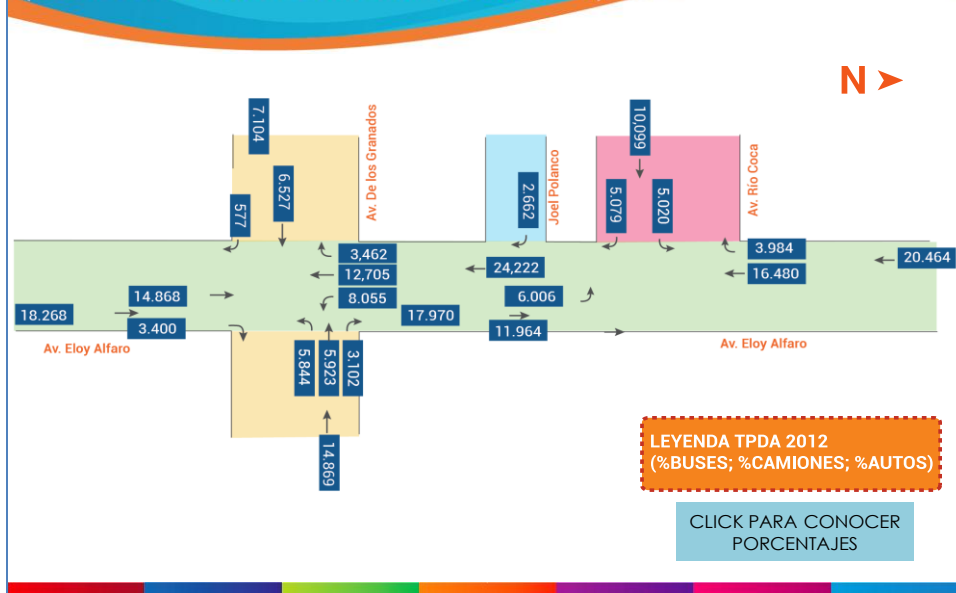 N
7.104
Av. De los Granados
10,099
6.527
577
2.662
Joel Polanco
5.079
5.020
Av. Río Coca
3,462
3.984
12,705
24,222
16.480
20.464
14.868
8.055
6.006
18.268
17.970
3.400
11.964
Av. Eloy Alfaro
Av. Eloy Alfaro
5.844
5.923
3.102
14.869
LEYENDA TPDA 2012
(%BUSES; %CAMIONES; %AUTOS)
CLICK PARA CONOCER
PORCENTAJES